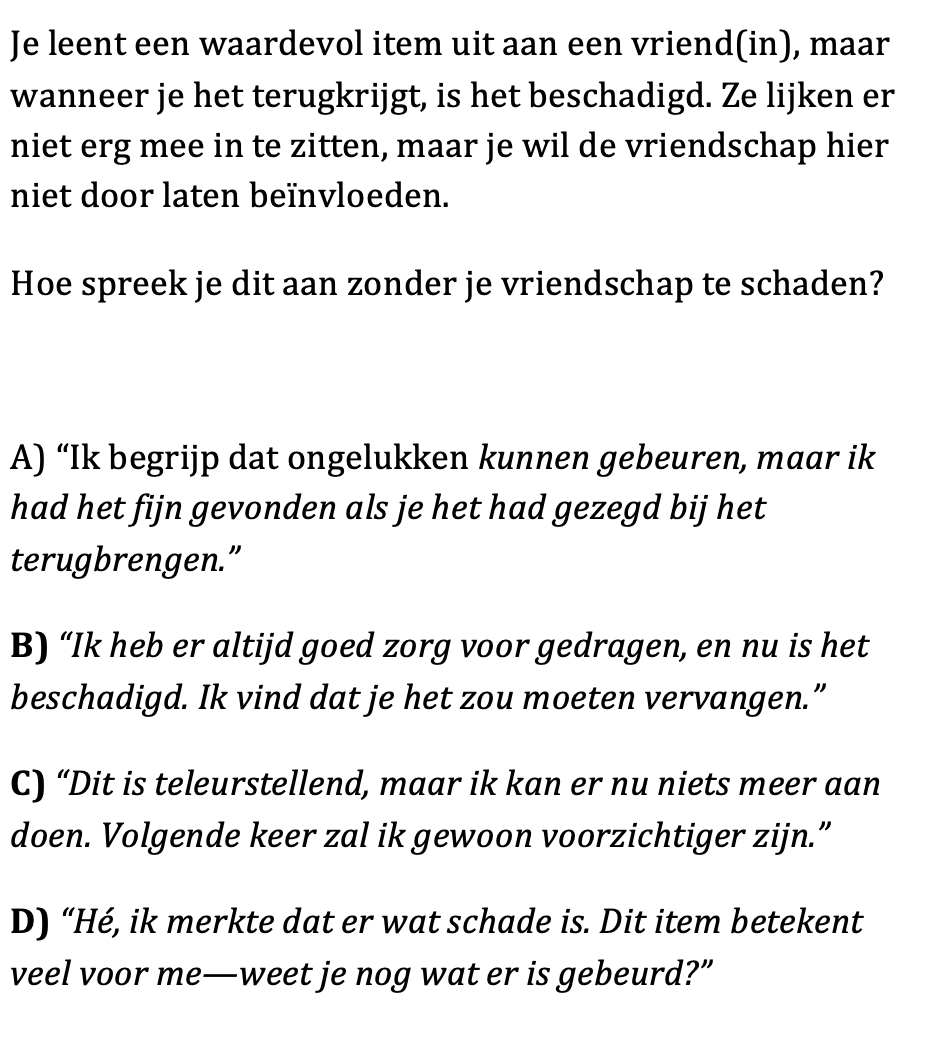 Je leent een waardevol item uit aan een vriend(in), maar
wanneer je het terugkrijgt, is het beschadigd. Ze lijken er
niet erg mee in te zitten, maar je wil de vriendschap hier
niet door laten beïnvloeden.
Hoe spreek je dit aan zonder je vriendschap te schaden?
A) “Ik begrijp dat ongelukken kunnen gebeuren, maar ik
had het fijn gevonden als je het had gezegd bij het
terugbrengen.”
B) “Ik heb er altijd goed zorg voor gedragen, en nu is het
beschadigd. Ik vind dat je het zou moeten vervangen.”
C) “Dit is teleurstellend, maar ik kan er nu niets meer aan
doen. Volgende keer zal ik gewoon voorzichtiger zijn.”
D) “Hé, ik merkte dat er wat schade is. Dit item betekent
veel voor me—weet je nog wat er is gebeurd?”